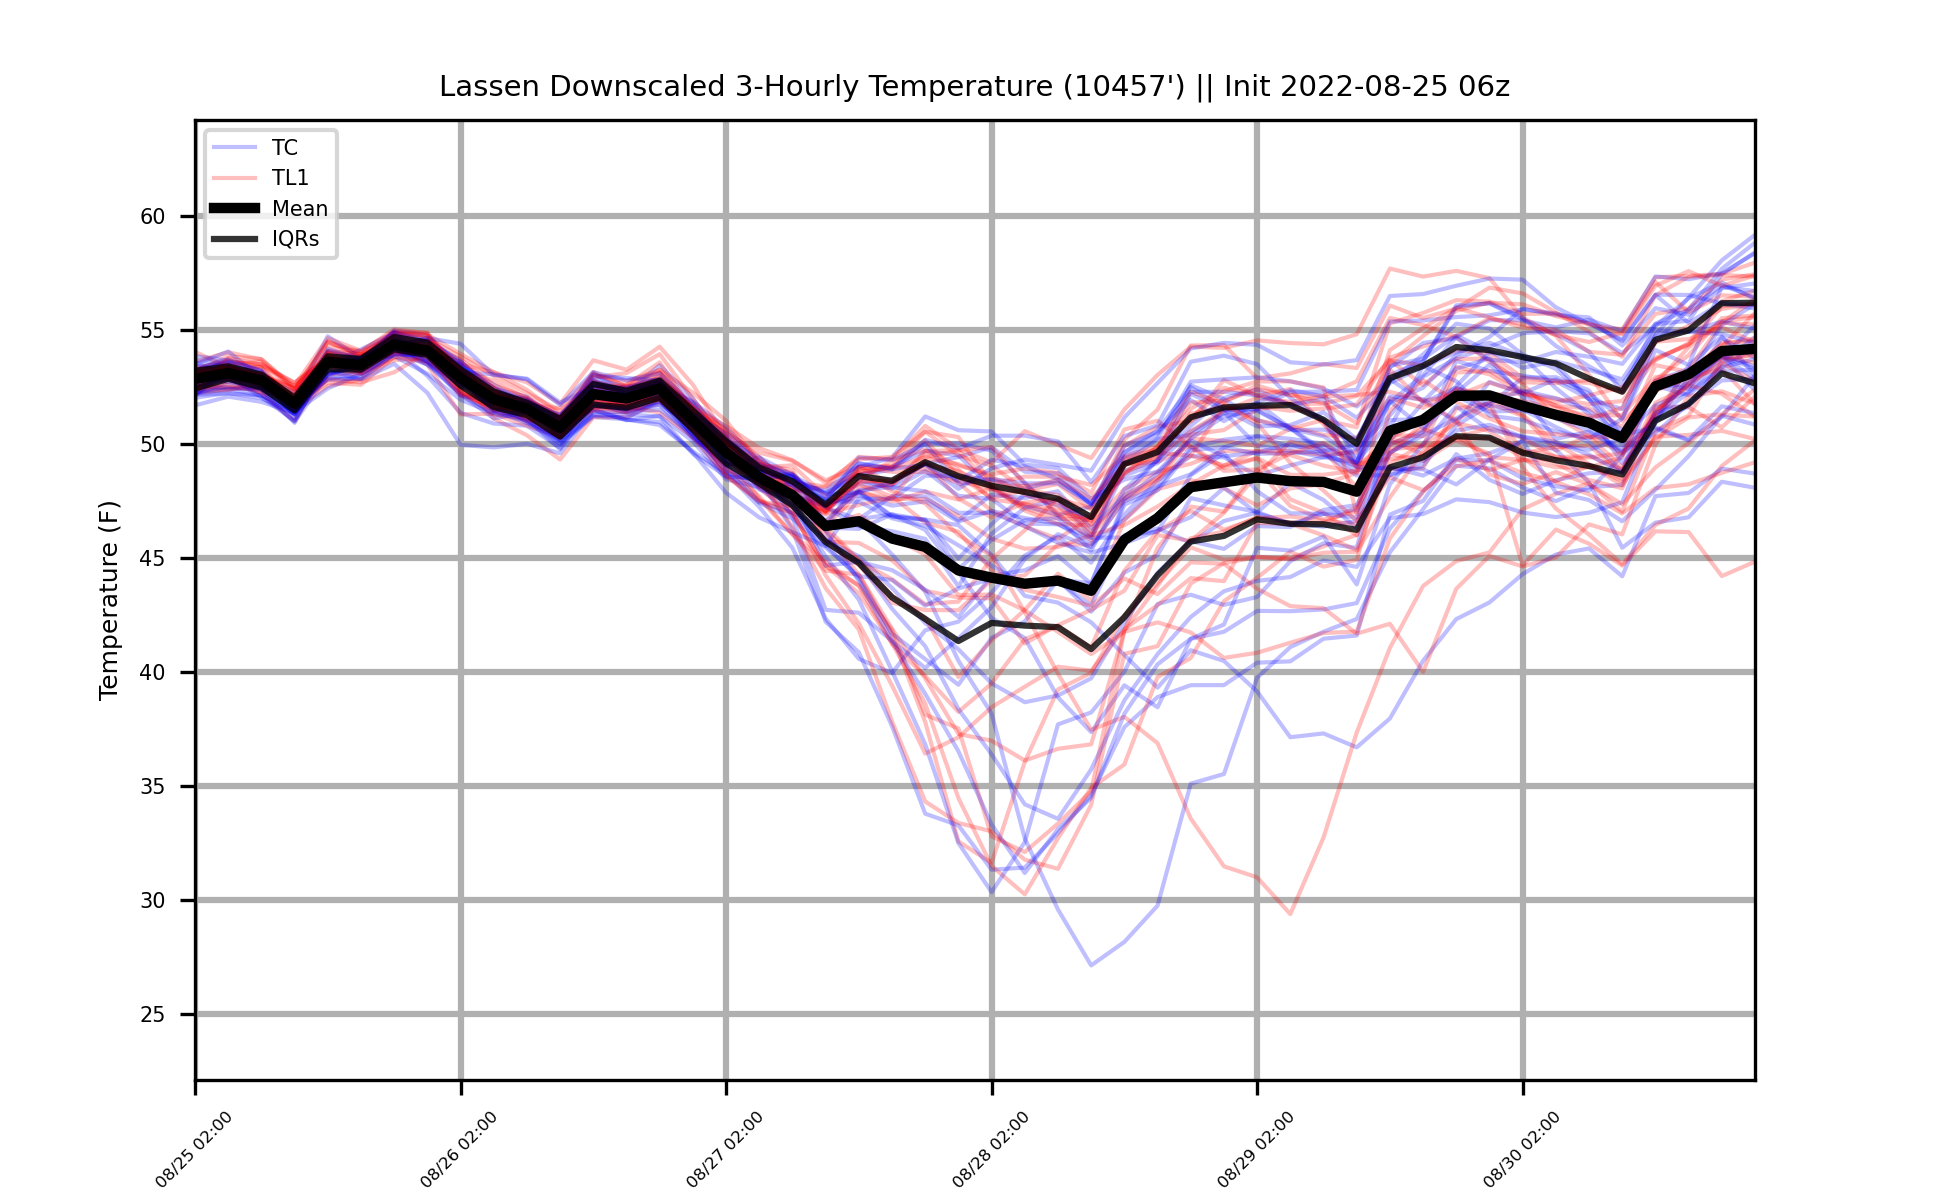 Lassen Downscaled 3-Hourly Temperature (10457') || Init 2022-08-25 06z
TC
TL1
Mean
IQRs
Temperature (F)
60
55
50
45
40
35
30
25
08/25 02:00
08/26 02:00
08/27 02:00
08/28 02:00
08/29 02:00
08/30 02:00